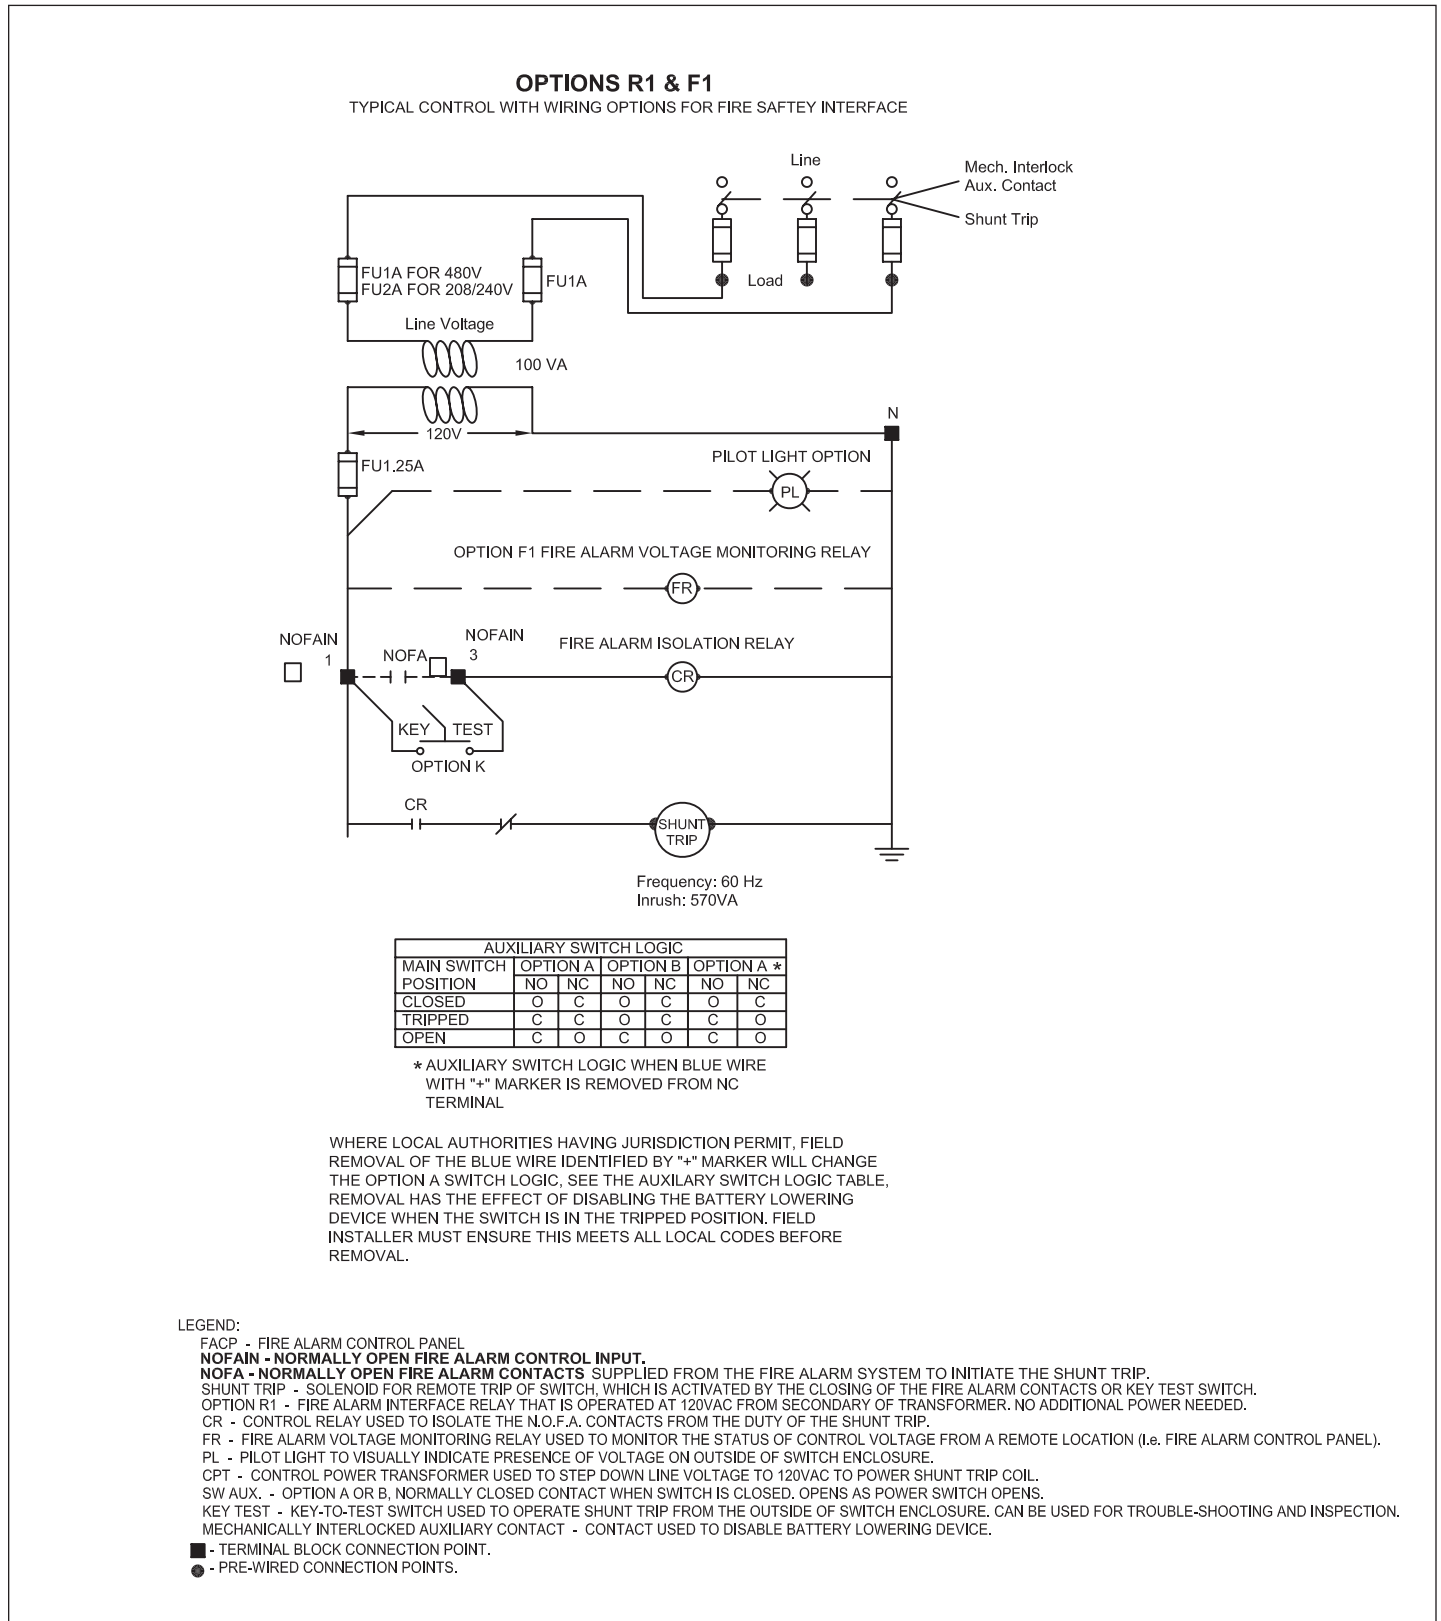 OPTIONS R1 & F1
TYPICAL CONTROL WITH WIRING OPTIONS FOR FIRE SAFTEY INTERFACE
Line
Mech. Interlock
Aux. Contact
Shunt Trip
FU1A FOR 480V
FU2A FOR 208/240V
FU1A
Load
Line Voltage
100 VA
120V
N
FU1.25A
PILOT LIGHT OPTION
PL
OPTION F1 FIRE ALARM VOLTAGE MONITORING RELAY
FR
NOFAIN
1
NOFA
NOFAIN
3
FIRE ALARM ISOLATION RELAY
CR
KEY TEST
OPTION K
CR
SHUNT
TRIP
Frequency: 60 Hz
Inrush: 570VA
AUXILIARY SWITCH LOGIC
MAIN SWITCH OPTION A OPTION B OPTION A *
POSITION NO NC NO NC NO NC
CLOSED O C O C O C
TRIPPED C C O C C O
OPEN C O C O C O
* AUXILIARY SWITCH LOGIC WHEN BLUE WIRE
WITH "+" MARKER IS REMOVED FROM NC
TERMINAL
WHERE LOCAL AUTHORITIES HAVING JURISDICTION PERMIT, FIELD
REMOVAL OF THE BLUE WIRE IDENTIFIED BY "+" MARKER WILL CHANGE
THE OPTION A SWITCH LOGIC, SEE THE AUXILARY SWITCH LOGIC TABLE,
REMOVAL HAS THE EFFECT OF DISABLING THE BATTERY LOWERING
DEVICE WHEN THE SWITCH IS IN THE TRIPPED POSITION. FIELD
INSTALLER MUST ENSURE THIS MEETS ALL LOCAL CODES BEFORE
REMOVAL.
LEGEND:
FACP - FIRE ALARM CONTROL PANEL
NOFAIN - NORMALLY OPEN FIRE ALARM CONTROL INPUT.
NOFA - NORMALLY OPEN FIRE ALARM CONTACTS SUPPLIED FROM THE FIRE ALARM SYSTEM TO INITIATE THE SHUNT TRIP.
SHUNT TRIP - SOLENOID FOR REMOTE TRIP OF SWITCH, WHICH IS ACTIVATED BY THE CLOSING OF THE FIRE ALARM CONTACTS OR KEY TEST SWITCH.
OPTION R1 - FIRE ALARM INTERFACE RELAY THAT IS OPERATED AT 120VAC FROM SECONDARY OF TRANSFORMER. NO ADDITIONAL POWER NEEDED.
CR - CONTROL RELAY USED TO ISOLATE THE N.O.F.A. CONTACTS FROM THE DUTY OF THE SHUNT TRIP.
FR - FIRE ALARM VOLTAGE MONITORING RELAY USED TO MONITOR THE STATUS OF CONTROL VOLTAGE FROM A REMOTE LOCATION (I.e. FIRE ALARM CONTROL PANEL).
PL - PILOT LIGHT TO VISUALLY INDICATE PRESENCE OF VOLTAGE ON OUTSIDE OF SWITCH ENCLOSURE.
CPT - CONTROL POWER TRANSFORMER USED TO STEP DOWN LINE VOLTAGE TO 120VAC TO POWER SHUNT TRIP COIL.
SW AUX. - OPTION A OR B, NORMALLY CLOSED CONTACT WHEN SWITCH IS CLOSED. OPENS AS POWER SWITCH OPENS.
KEY TEST - KEY-TO-TEST SWITCH USED TO OPERATE SHUNT TRIP FROM THE OUTSIDE OF SWITCH ENCLOSURE. CAN BE USED FOR TROUBLE-SHOOTING AND INSPECTION.
MECHANICALLY INTERLOCKED AUXILIARY CONTACT - CONTACT USED TO DISABLE BATTERY LOWERING DEVICE.
- TERMINAL BLOCK CONNECTION POINT.
- PRE-WIRED CONNECTION POINTS.